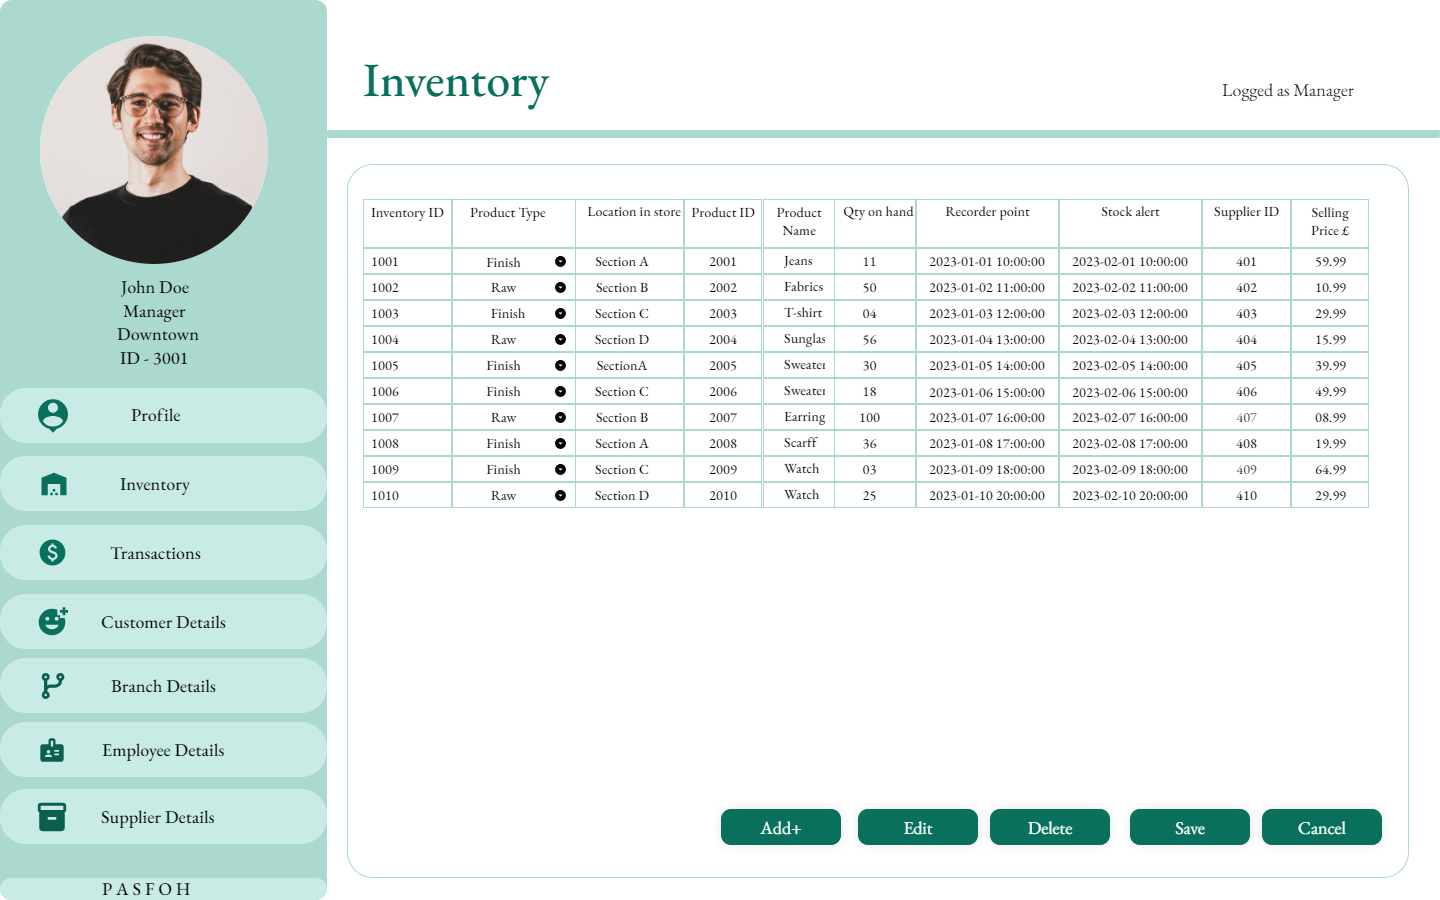 John Doe
Manager
Downtown
ID - 3001
Profile
Inventory
Transactions
Customer Details
Branch Details
Employee Details
Supplier Details
PASFOH
Inventory
Logged as Manager
Inventory ID Product Type Location in store Product ID Product Name Qty on hand Recorder point Stock alert Supplier ID Selling Price £
1001 Finish Section A 2001 Jeans 11 2023-01-01 10:00:00 2023-02-01 10:00:00 401 59.99
1002 Raw Section B 2002 Fabrics 50 2023-01-02 11:00:00 2023-02-02 11:00:00 402 10.99
1003 Finish Section C 2003 T-shirt 04 2023-01-03 12:00:00 2023-02-03 12:00:00 403 29.99
1004 Raw Section D 2004 Sunglas 56 2023-01-04 13:00:00 2023-02-04 13:00:00 404 15.99
1005 Finish SectionA 2005 Sweater 30 2023-01-05 14:00:00 2023-02-05 14:00:00 405 39.99
1006 Finish Section C 2006 Sweater 18 2023-01-06 15:00:00 2023-02-06 15:00:00 406 49.99
1007 Raw Section B 2007 Earring 100 2023-01-07 16:00:00 2023-02-07 16:00:00 407 08.99
1008 Finish Section A 2008 Scarff 36 2023-01-08 17:00:00 2023-02-08 17:00:00 408 19.99
1009 Finish Section C 2009 Watch 03 2023-01-09 18:00:00 2023-02-09 18:00:00 409 64.99
1010 Raw Section D 2010 Watch 25 2023-01-10 20:00:00 2023-02-10 20:00:00 410 29.99
Add+ Edit Delete Save Cancel